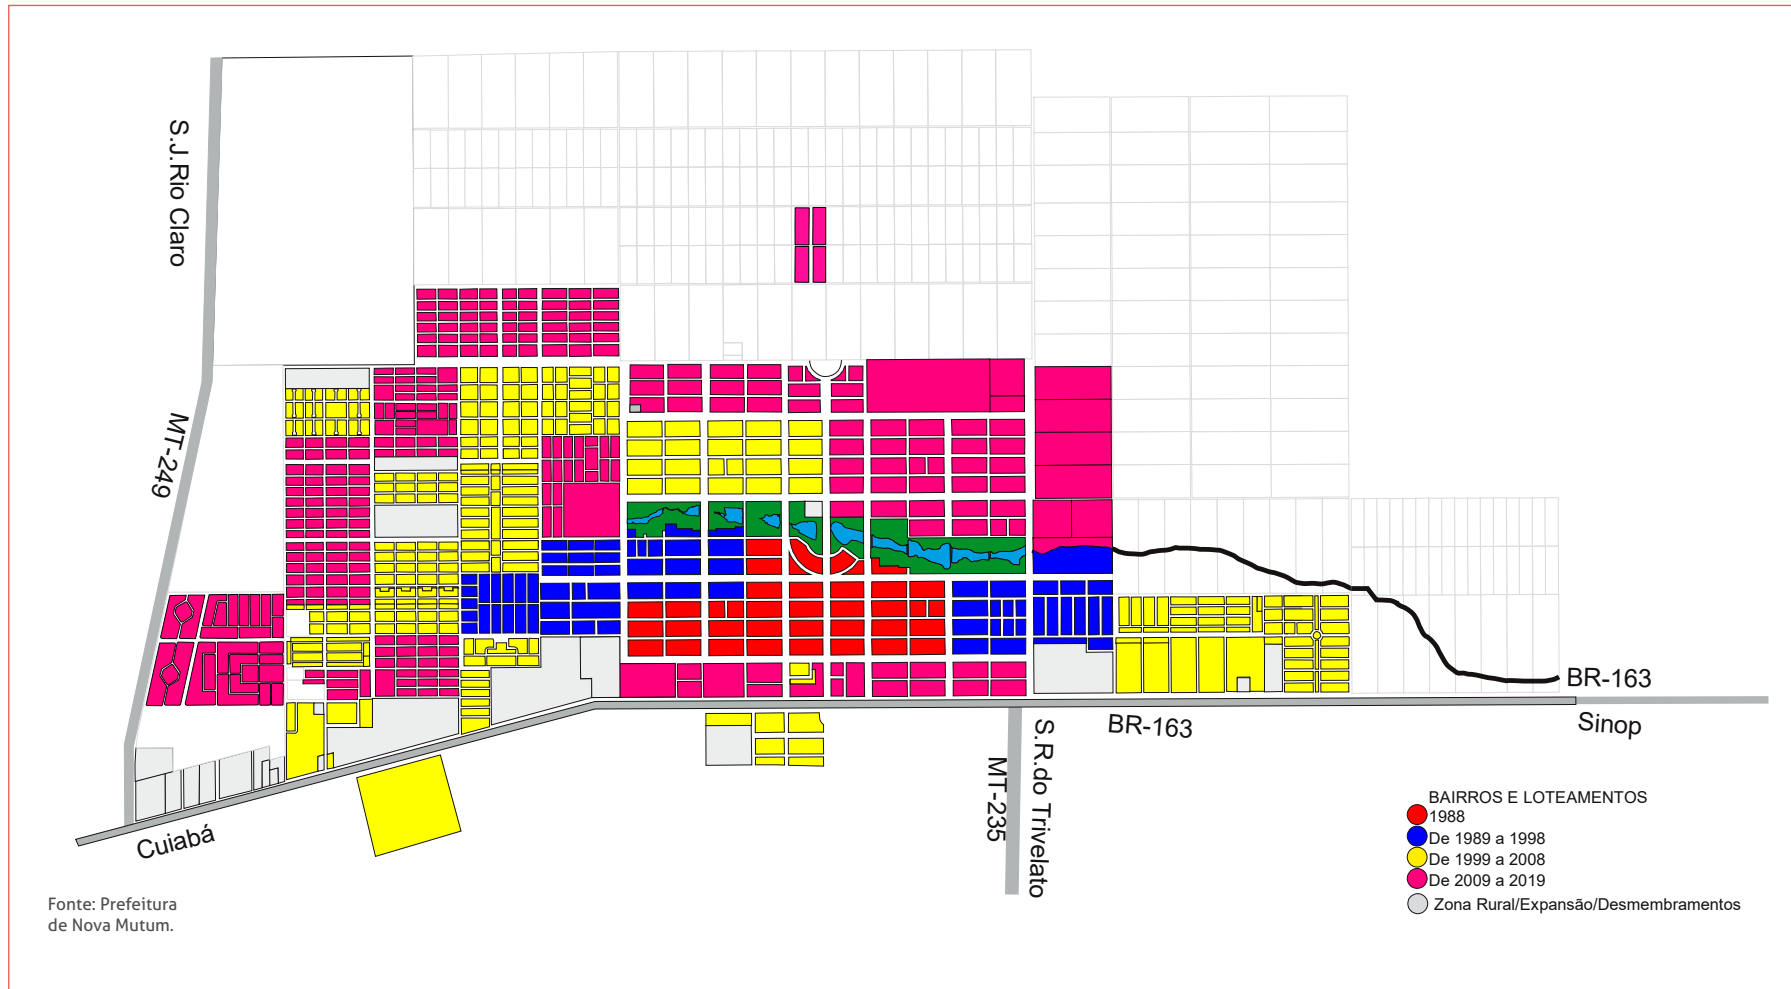 S.J.Rio Claro
MT-249
BR-163
BR-163
Sinop
S.R.do Trivelato
MT-235
Cuiabá
BAIRROS E LOTEAMENTOS
1988
De 1989 a 1998
De 1999 a 2008
De 2009 a 2019
Zona Rural/Expansão/Desmembramentos
Fonte: Prefeitura
de Nova Mutum.